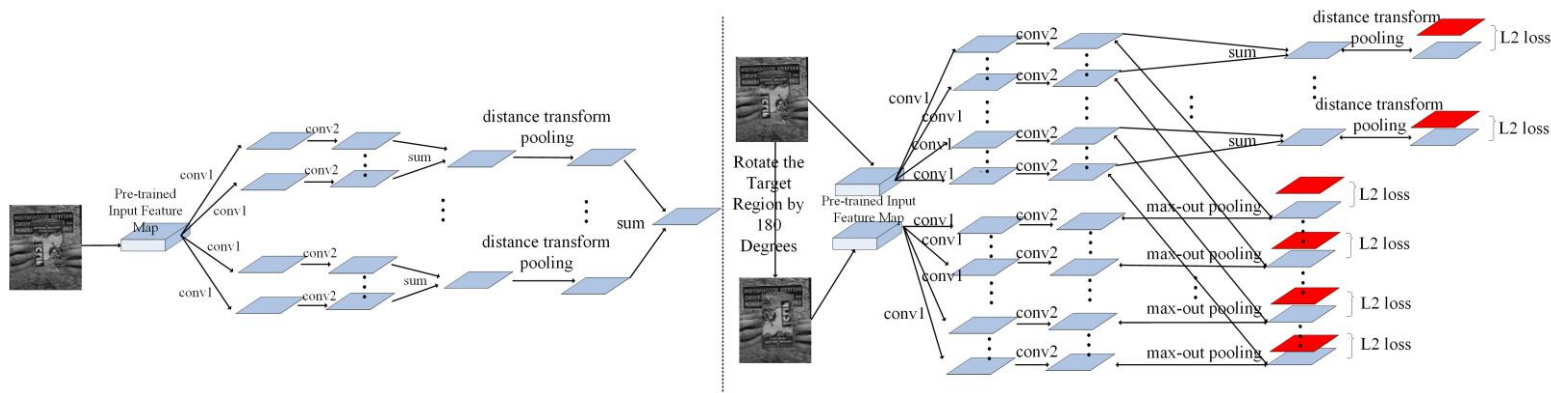 Pre-trained
Input Feature
Map
conv1
conv1
conv1
conv1
conv2
conv2
conv2
conv2
sum
sum
distance transform
pooling
distance transform
pooling
sum
Rotate the
Target
Region by
180
Degrees
Pre-trained Input
Feature Map
conv1
conv1
conv1
conv1
conv1
conv1
conv1
conv1
conv2
conv2
conv2
conv2
conv2
conv2
conv2
conv2
sum
sum
distance transform
pooling
L2 loss
distance transform
pooling
L2 loss
max-out pooling
L2 loss
max-out pooling
L2 loss
max-out pooling
L2 loss
max-out pooling
L2 loss